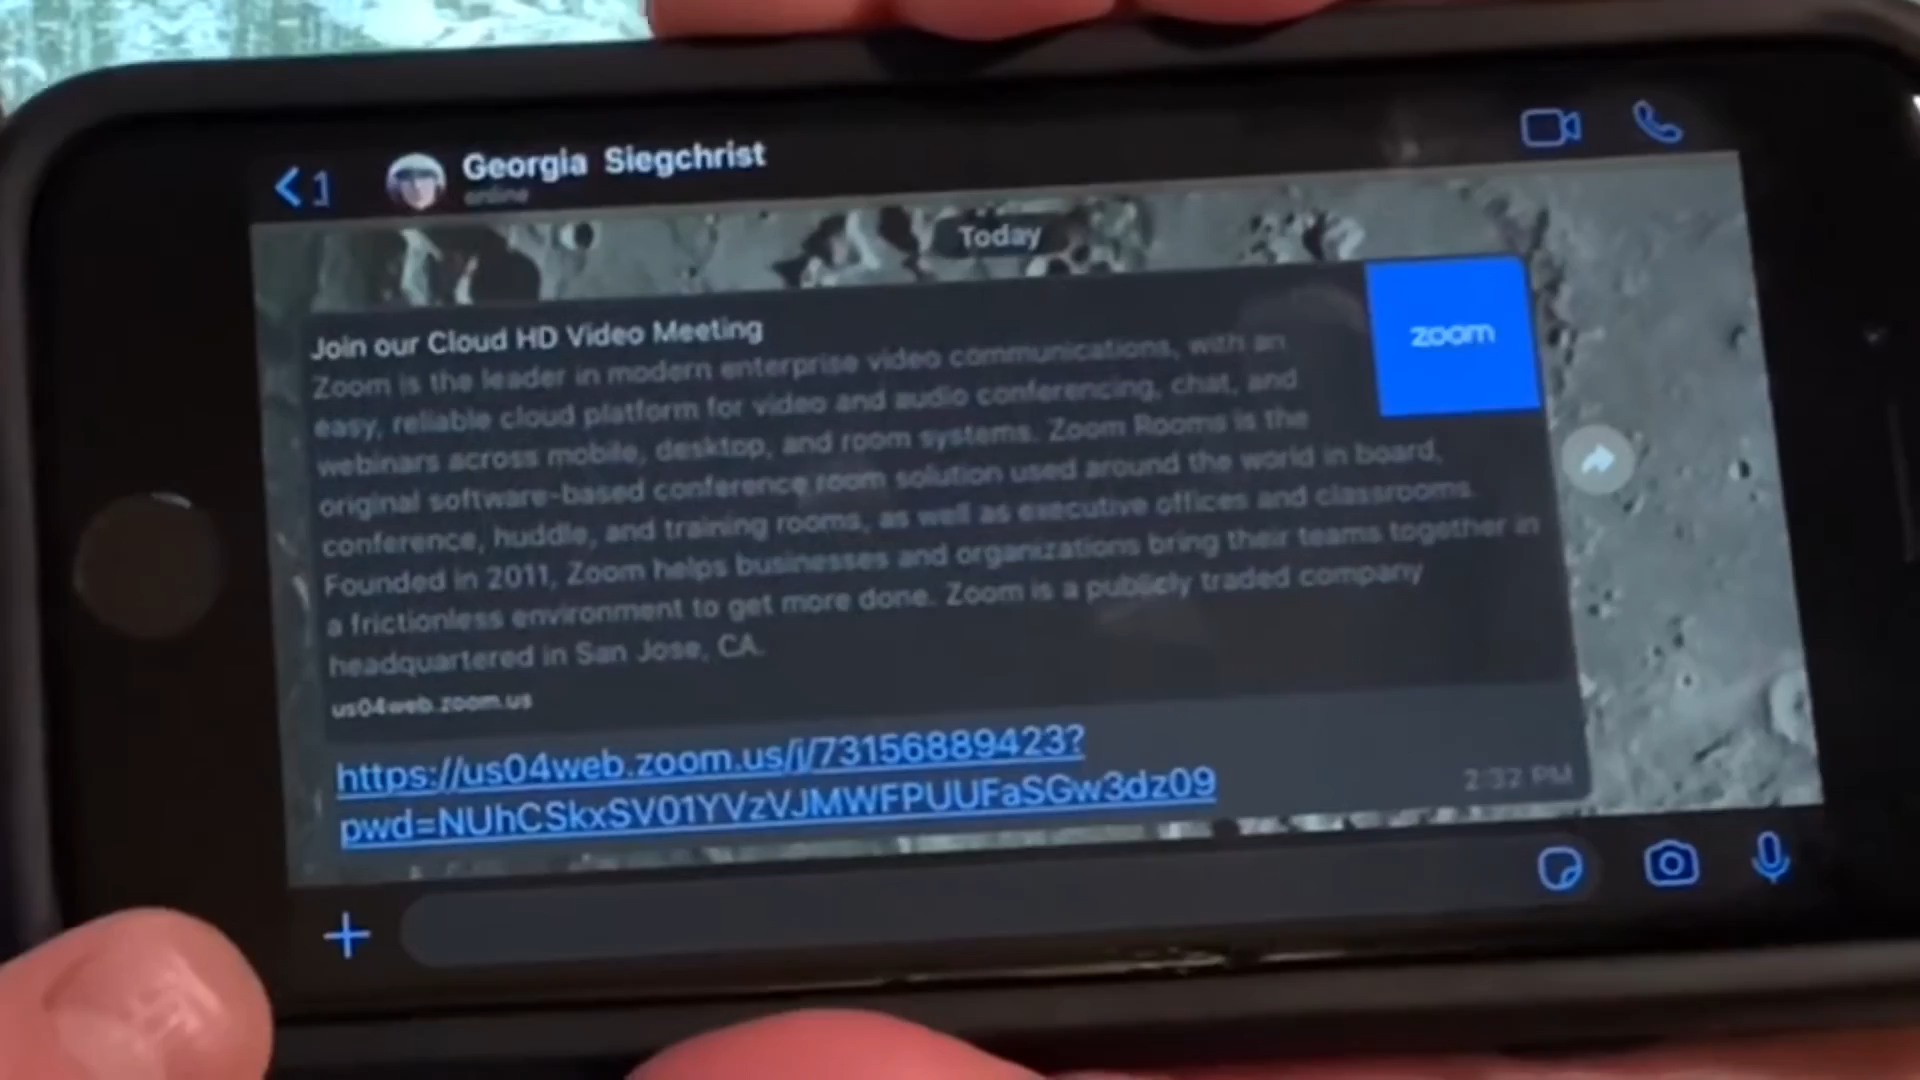 1
Georgia Siegchrist
online
Today
Join our Cloud HD Video Meeting
Zoom is the leader in modern enterprise video communications, with an
easy, reliable cloud platform for video and audio conferencing, chat, and
webinars across mobile, desktop, and room systems. Zoom Rooms is the
original software-based conference room solution used around the world in board,
conference, huddle, and training rooms, as well as executive offices and classrooms.
Founded in 2011, Zoom helps businesses and organizations bring their teams together in
a frictionless environment to get more done. Zoom is a publicly traded company
headquartered in San Jose, CA.
zoom
us04web.zoom.us
https://us04web.zoom.us/j/73156889423?
pwd=NUhCSkxSV01YVzVJMWFPUUFaSGw3dz09
2:32 PM